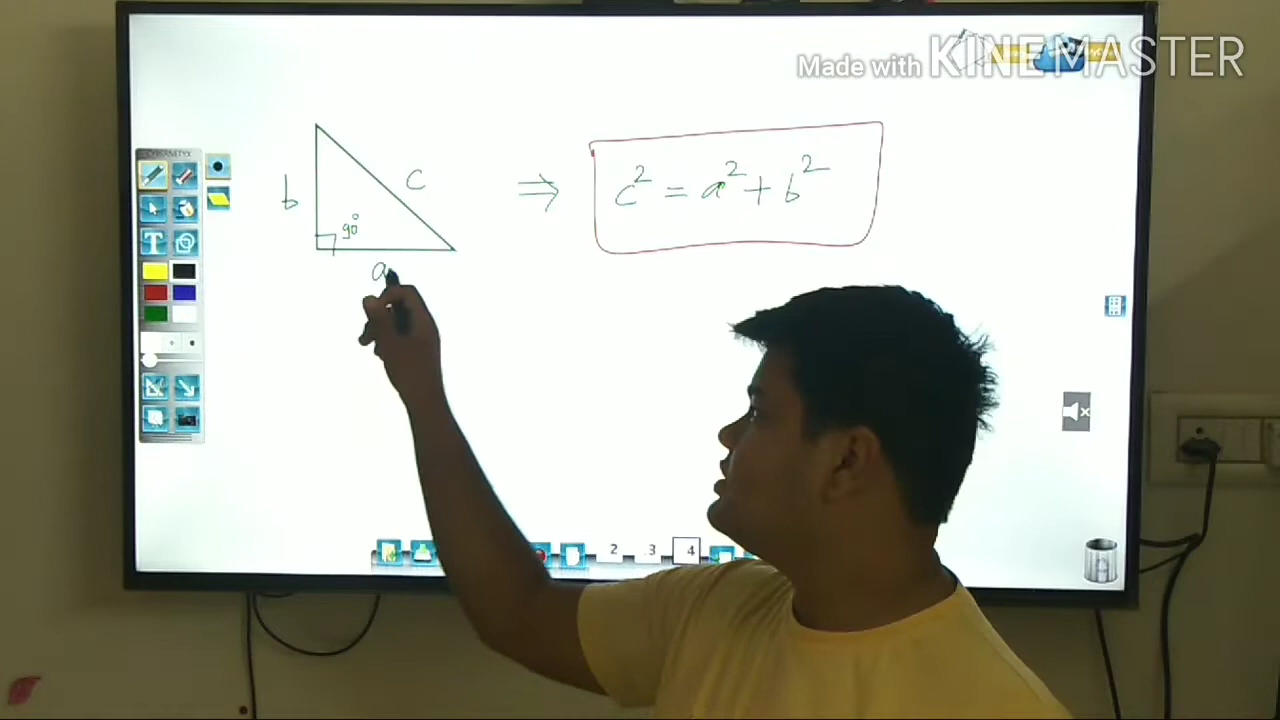 Made with KINEMASTER
c
b
90°
a
⇒ c² = a² + b²
T
2 3 4